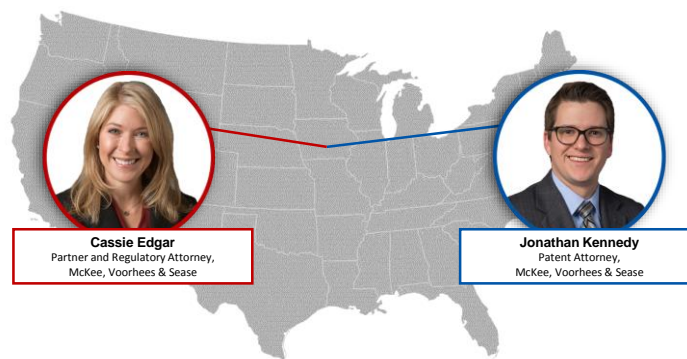 Cassie Edgar
Partner and Regulatory Attorney,
McKee, Voorhees & Sease
Jonathan Kennedy
Patent Attorney,
McKee, Voorhees & Sease